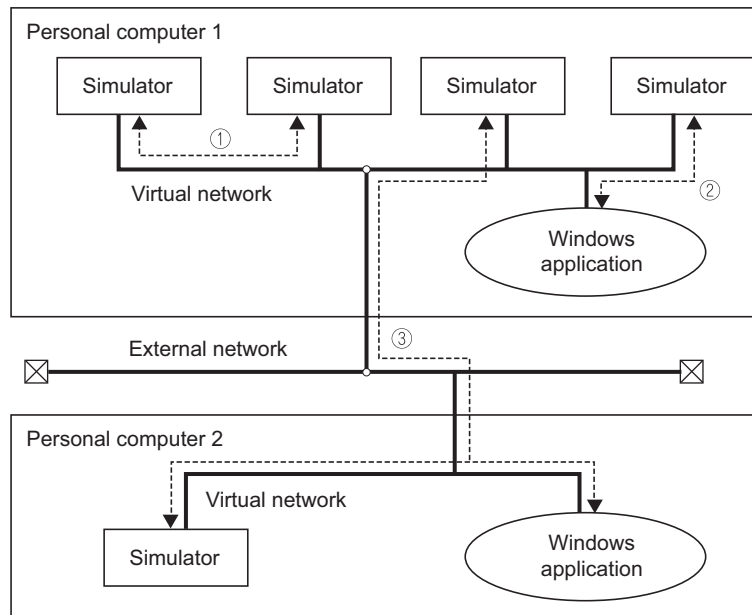 Personal computer 1
Simulator
Simulator
Simulator
Simulator
①
②
Virtual network
Windows
application
External network
③
Personal computer 2
Virtual network
Simulator
Windows
application